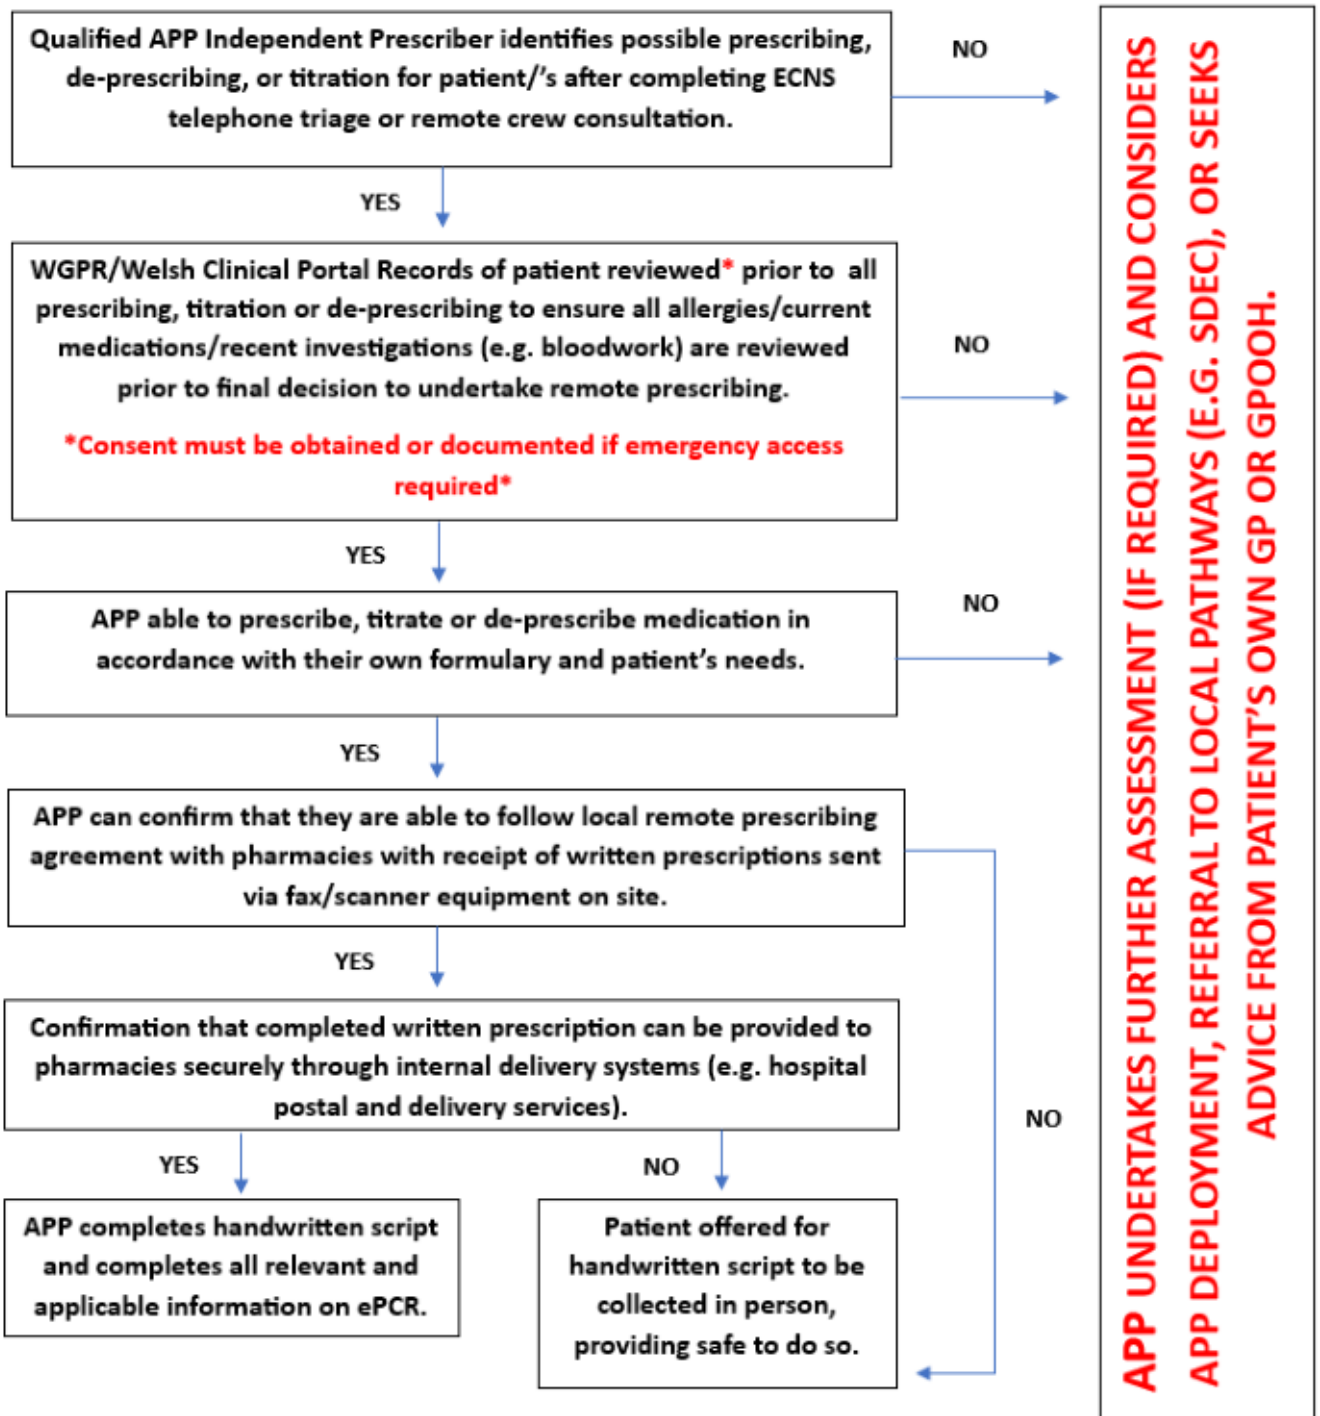 Qualified APP Independent Prescriber identifies possible prescribing,
de-prescribing, or titration for patient/'s after completing ECNS
telephone triage or remote crew consultation.
NO
YES
WGPR/Welsh Clinical Portal Records of patient reviewed* prior to all
prescribing, titration or de-prescribing to ensure all allergies/current
medications/recent investigations (e.g. bloodwork) are reviewed
prior to final decision to undertake remote prescribing.
*Consent must be obtained or documented if emergency access
required*
NO
YES
APP able to prescribe, titrate or de-prescribe medication in
accordance with their own formulary and patient's needs.
NO
YES
APP can confirm that they are able to follow local remote prescribing
agreement with pharmacies with receipt of written prescriptions sent
via fax/scanner equipment on site.
YES
NO
Confirmation that completed written prescription can be provided to
pharmacies securely through internal delivery systems (e.g. hospital
postal and delivery services).
YES
NO
APP completes handwritten script
and completes all relevant and
applicable information on ePCR.
Patient offered for
handwritten script to be
collected in person,
providing safe to do so.
APP UNDERTAKES FURTHER ASSESSMENT (IF REQUIRED) AND CONSIDERS
APP DEPLOYMENT, REFERRAL TO LOCAL PATHWAYS (E.G. SDEC), OR SEEKS
ADVICE FROM PATIENT'S OWN GP OR GPOOH.